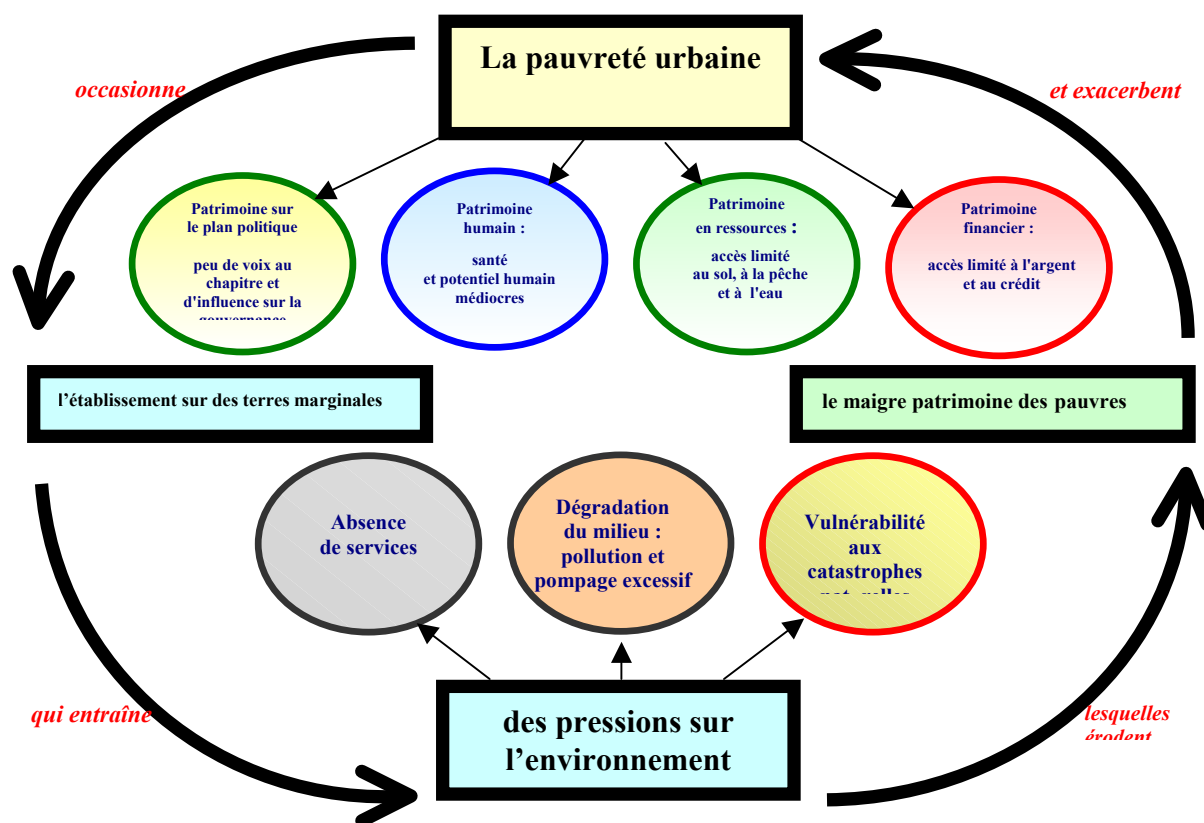 La pauvreté urbaine
occasionne
et exacerbent
Patrimoine sur
le plan politique
peu de voix au
chapitre et
d'influence sur la
gouvernance
Patrimoine
humain :
santé
et potentiel humain
médiocres
Patrimoine
en ressources :
accès limité
au sol, à la pêche
et à l'eau
Patrimoine
financier :
accès limité à l'argent
et au crédit
l’établissement sur des terres marginales
le maigre patrimoine des pauvres
Absence
de services
Dégradation
du milieu :
pollution et
pompage excessif
Vulnérabilité
aux
catastrophes
naturelles
qui entraîne
lesquelles
érodent
des pressions sur
l’environnement